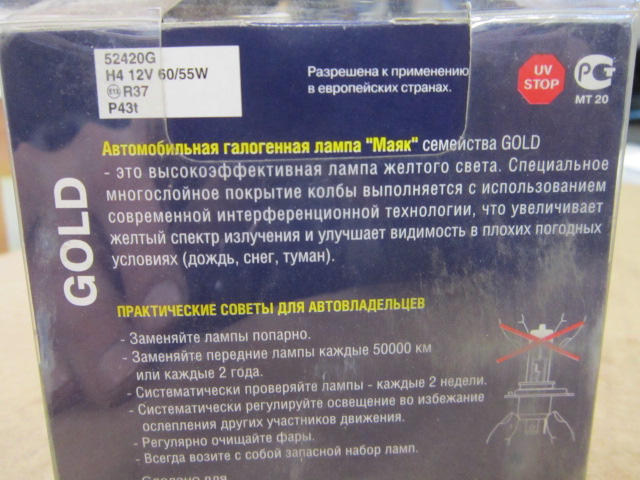 52420G
H4 12V 60/55W
R37
P43t
Разрешена к применению
в европейских странах.
UV
STOP
РСТ
МТ 20
GOLD
Автомобильная галогенная лампа "Маяк" семейства GOLD
- это высокоэффективная лампа желтого света. Специальное
многослойное покрытие колбы выполняется с использованием
современной интерференционной технологии, что увеличивает
желтый спектр излучения и улучшает видимость в плохих погодных
условиях (дождь, снег, туман).
ПРАКТИЧЕСКИЕ СОВЕТЫ ДЛЯ АВТОВЛАДЕЛЬЦЕВ
- Заменяйте лампы попарно.
- Заменяйте передние лампы каждые 50000 км
или каждые 2 года.
- Систематически проверяйте лампы - каждые 2 недели.
- Систематически регулируйте освещение во избежание
ослепления других участников движения.
- Регулярно очищайте фары.
- Всегда возите с собой запасной набор ламп.